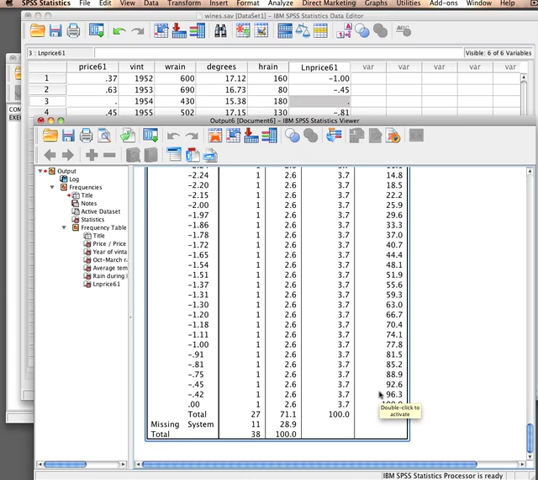 SPSS Statistics File Edit View Data Transform Insert Format Analyze Direct Marketing Graphs Utilities Add-ons Window
wines.sav [DataSet1] – IBM SPSS Statistics Data Editor
3 : Lnprice61 Visible: 6 of 6 Variables
price61 vint wrain degrees hrain Lnprice61 var var var var
1 .37 1952 600 17.12 160 -1.00
2 .63 1953 690 16.73 80 -.45
3 . 1954 430 15.38 180 .
4 .45 1955 502 17.15 130 -.81
Output6 [Document6] – IBM SPSS Statistics Viewer
Output
Log
Frequencies
Title
Notes
Active Dataset
Statistics
Frequency Table
Title
Price / Price
Year of vinta
Oct-March r
Average tem
Rain during
Lnprice61
-2.24 1 2.6 3.7 14.8
-2.20 1 2.6 3.7 18.5
-2.15 1 2.6 3.7 22.2
-2.00 1 2.6 3.7 25.9
-1.97 1 2.6 3.7 29.6
-1.86 1 2.6 3.7 33.3
-1.78 1 2.6 3.7 37.0
-1.72 1 2.6 3.7 40.7
-1.65 1 2.6 3.7 44.4
-1.54 1 2.6 3.7 48.1
-1.51 1 2.6 3.7 51.9
-1.37 1 2.6 3.7 55.6
-1.31 1 2.6 3.7 59.3
-1.30 1 2.6 3.7 63.0
-1.20 1 2.6 3.7 66.7
-1.18 1 2.6 3.7 70.4
-1.11 1 2.6 3.7 74.1
-1.00 1 2.6 3.7 77.8
-.91 1 2.6 3.7 81.5
-.81 1 2.6 3.7 85.2
-.75 1 2.6 3.7 88.9
-.45 1 2.6 3.7 92.6
-.42 1 2.6 3.7 96.3
.00 1 2.6 3.7
Total 27 71.1 100.0
Missing System 11 28.9
Total 38 100.0
Double-click to
activate
IBM SPSS Statistics Processor is ready